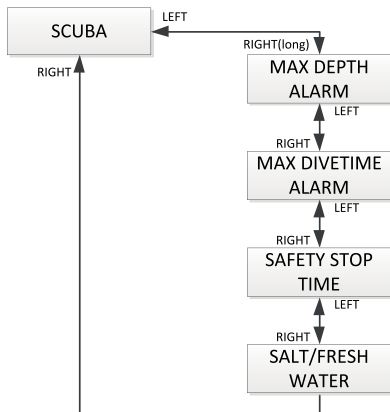 SCUBA
LEFT
RIGHT
RIGHT(long)
MAX DEPTH
ALARM
LEFT
RIGHT
MAX DIVETIME
ALARM
LEFT
RIGHT
SAFETY STOP
TIME
LEFT
RIGHT
SALT/FRESH
WATER